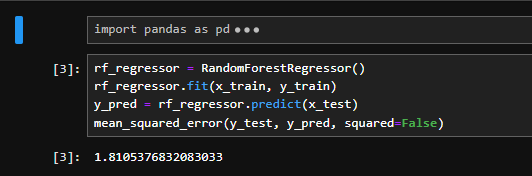 import pandas as pd •••
[3]: rf_regressor = RandomForestRegressor()
rf_regressor.fit(x_train, y_train)
y_pred = rf_regressor.predict(x_test)
mean_squared_error(y_test, y_pred, squared=False)
[3]: 1.8105376832083033